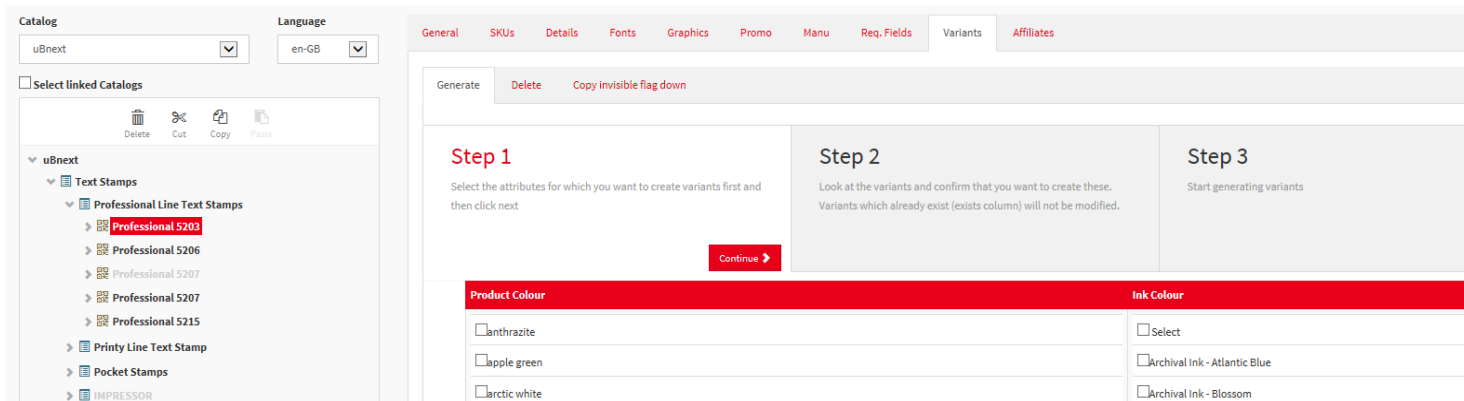 Catalog
Language
uBnext
en-GB
Select linked Catalogs
Delete Cut Copy Paste
uBnext
Text Stamps
Professional Line Text Stamps
Professional 5203
Professional 5206
Professional 5207
Professional 5207
Professional 5215
Printy Line Text Stamp
Pocket Stamps
IMPRESSOR
General SKUs Details Fonts Graphics Promo Manu Req. Fields Variants Affiliates
Generate Delete Copy invisible flag down
Step 1
Select the attributes for which you want to create variants first and
then click next
Continue
Step 2
Look at the variants and confirm that you want to create these.
Variants which already exist (exists column) will not be modified.
Step 3
Start generating variants
Product Colour
Ink Colour
anthrazite
Select
apple green
Archival Ink - Atlantic Blue
arctic white
Archival Ink - Blossom